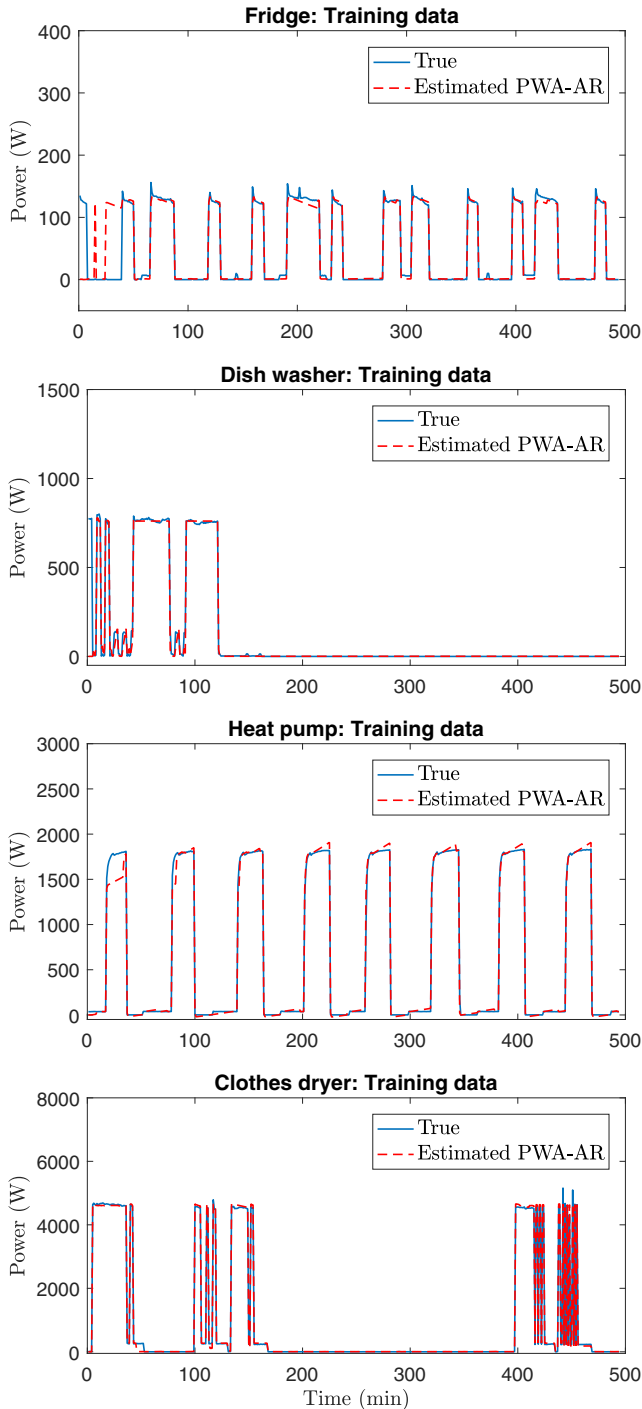 Fridge: Training data
400
300
200
100
0
Power (W)
True
Estimated PWA-AR
0 100 200 300 400 500
Dish washer: Training data
1500
1000
500
0
Power (W)
True
Estimated PWA-AR
0 100 200 300 400 500
Heat pump: Training data
3000
2500
2000
1500
1000
500
0
Power (W)
True
Estimated PWA-AR
0 100 200 300 400 500
Clothes dryer: Training data
8000
6000
4000
2000
0
Power (W)
True
Estimated PWA-AR
0 100 200 300 400 500
Time (min)